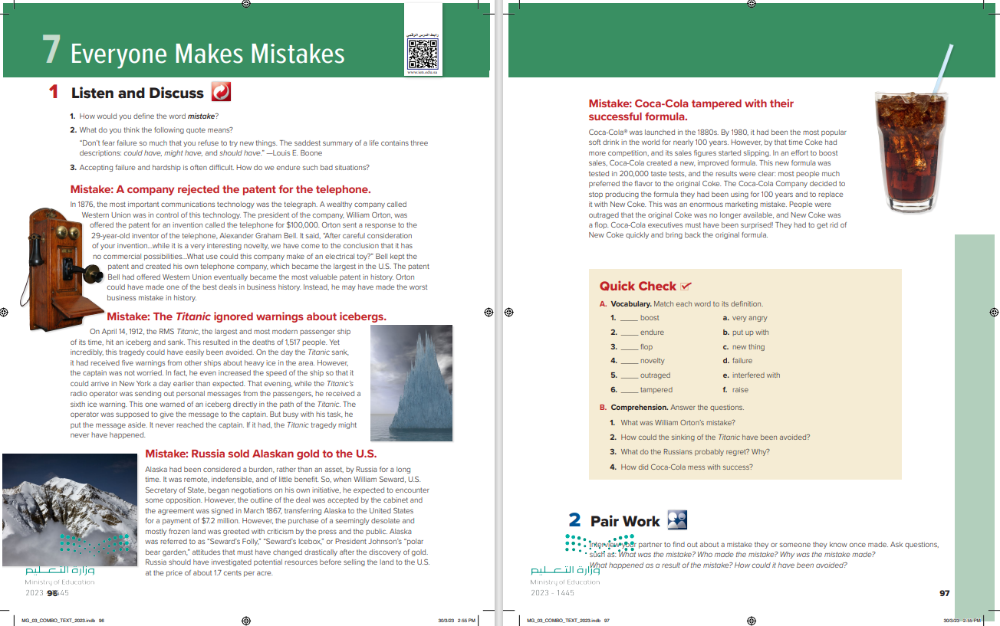 رابط الدرس الرقمي
www.ien.edu.sa
7 Everyone Makes Mistakes
1 Listen and Discuss
1. How would you define the word mistake?
2. What do you think the following quote means?
“Don’t fear failure so much that you refuse to try new things. The saddest summary of a life contains three
descriptions: could have, might have, and should have.” —Louis E. Boone
3. Accepting failure and hardship is often difficult. How do we endure such bad situations?
Mistake: A company rejected the patent for the telephone.
In 1876, the most important communications technology was the telegraph. A wealthy company called
Western Union was in control of this technology. The president of the company, William Orton, was
offered the patent for an invention called the telephone for $100,000. Orton sent a response to the
29-year-old inventor of the telephone, Alexander Graham Bell. It said, “After careful consideration
of your invention...while it is a very interesting novelty, we have come to the conclusion that it has
no commercial possibilities...What use could this company make of an electrical toy?” Bell kept the
patent and created his own telephone company, which became the largest in the U.S. The patent
Bell had offered Western Union eventually became the most valuable patent in history. Orton
could have made one of the best deals in business history. Instead, he may have made the worst
business mistake in history.
Mistake: The Titanic ignored warnings about icebergs.
On April 14, 1912, the RMS Titanic, the largest and most modern passenger ship
of its time, hit an iceberg and sank. This resulted in the deaths of 1,517 people. Yet
incredibly, this tragedy could have easily been avoided. On the day the Titanic sank,
it had received five warnings from other ships about heavy ice in the area. However,
the captain was not worried. In fact, he even increased the speed of the ship so that it
could arrive in New York a day earlier than expected. That evening, while the Titanic’s
radio operator was sending out personal messages from the passengers, he received a
sixth ice warning. This one warned of an iceberg directly in the path of the Titanic. The
operator was supposed to give the message to the captain. But busy with his task, he
put the message aside. It never reached the captain. If it had, the Titanic tragedy might
never have happened.
Mistake: Russia sold Alaskan gold to the U.S.
Alaska had been considered a burden, rather than an asset, by Russia for a long
time. It was remote, indefensible, and of little benefit. So, when William Seward, U.S.
Secretary of State, began negotiations on his own initiative, he expected to encounter
some opposition. However, the outline of the deal was accepted by the cabinet and
the agreement was signed in March 1867, transferring Alaska to the United States
for a payment of $7.2 million. However, the purchase of a seemingly desolate and
mostly frozen land was greeted with criticism by the press and the public. Alaska
was referred to as “Seward’s Folly,” “Seward’s Icebox,” or President Johnson’s “polar
bear garden,” attitudes that must have changed drastically after the discovery of gold.
Russia should have investigated potential resources before selling the land to the U.S.
at the price of about 1.7 cents per acre.
وزارة التعليم
Ministry of Education
2023 - 1445
96
MG_03_COMBO_TEXT_2023.indb 96
30/3/23 2:55 PM
Mistake: Coca-Cola tampered with their
successful formula.
Coca-Cola® was launched in the 1880s. By 1980, it had been the most popular
soft drink in the world for nearly 100 years. However, by that time Coke had
more competition, and its sales figures started slipping. In an effort to boost
sales, Coca-Cola created a new, improved formula. This new formula was
tested in 200,000 taste tests, and the results were clear: most people much
preferred the flavor to the original Coke. The Coca-Cola Company decided to
stop producing the formula they had been using for 100 years and to replace
it with New Coke. This was an enormous marketing mistake. People were
outraged that the original Coke was no longer available, and New Coke was
a flop. Coca-Cola executives must have been surprised! They had to get rid of
New Coke quickly and bring back the original formula.
Quick Check
A. Vocabulary. Match each word to its definition.
1. ____ boost a. very angry
2. ____ endure b. put up with
3. ____ flop c. new thing
4. ____ novelty d. failure
5. ____ outraged e. interfered with
6. ____ tampered f. raise
B. Comprehension. Answer the questions.
1. What was William Orton’s mistake?
2. How could the sinking of the Titanic have been avoided?
3. What do the Russians probably regret? Why?
4. How did Coca-Cola mess with success?
2 Pair Work
Interview your partner to find out about a mistake they or someone they know once made. Ask questions,
such as: What was the mistake? Who made the mistake? Why was the mistake made?
What happened as a result of the mistake? How could it have been avoided?
وزارة التعليم
Ministry of Education
2023 - 1445
97
MG_03_COMBO_TEXT_2023.indb 97
30/3/23 2:55 PM